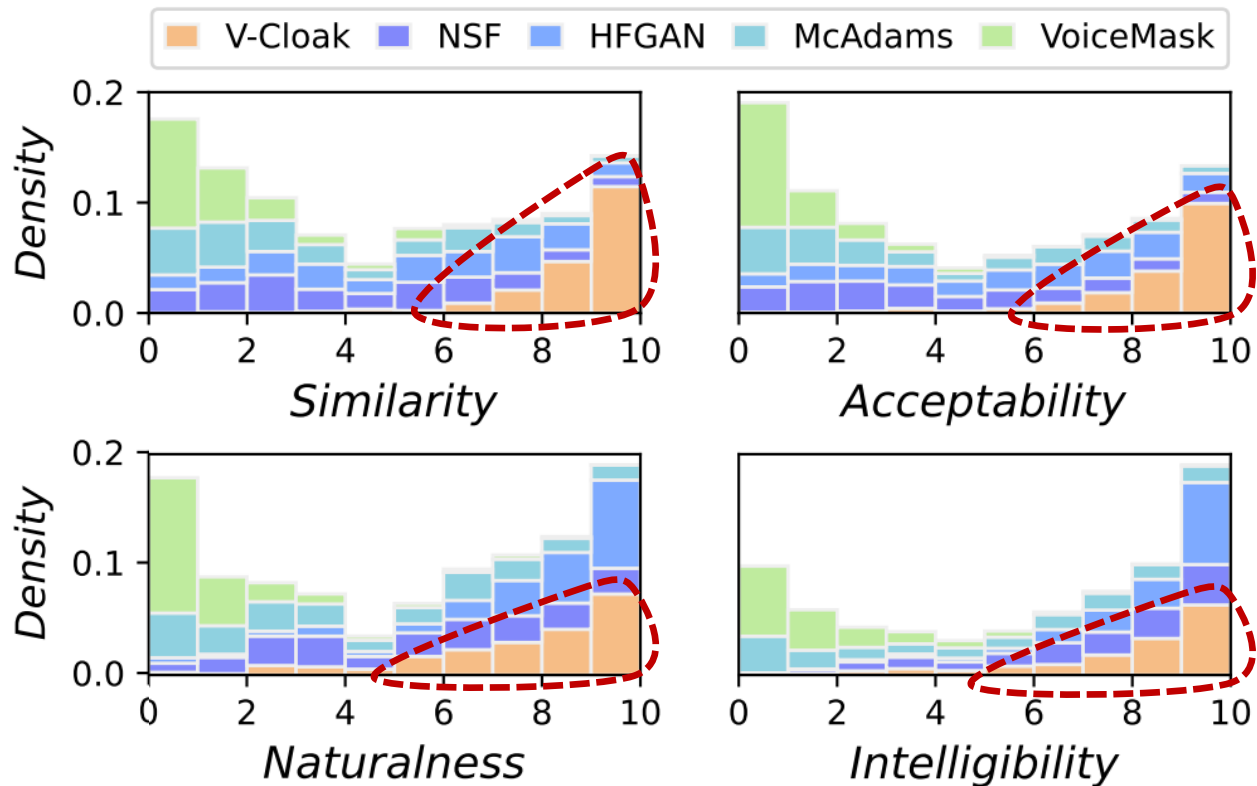 V-Cloak NSF HFGAN McAdams VoiceMask
0.2
0.1
0.0
Density
0 2 4 6 8 10
Similarity
0 2 4 6 8 10
Acceptability
0.2
0.1
0.0
Density
0 2 4 6 8 10
Naturalness
0 2 4 6 8 10
Intelligibility